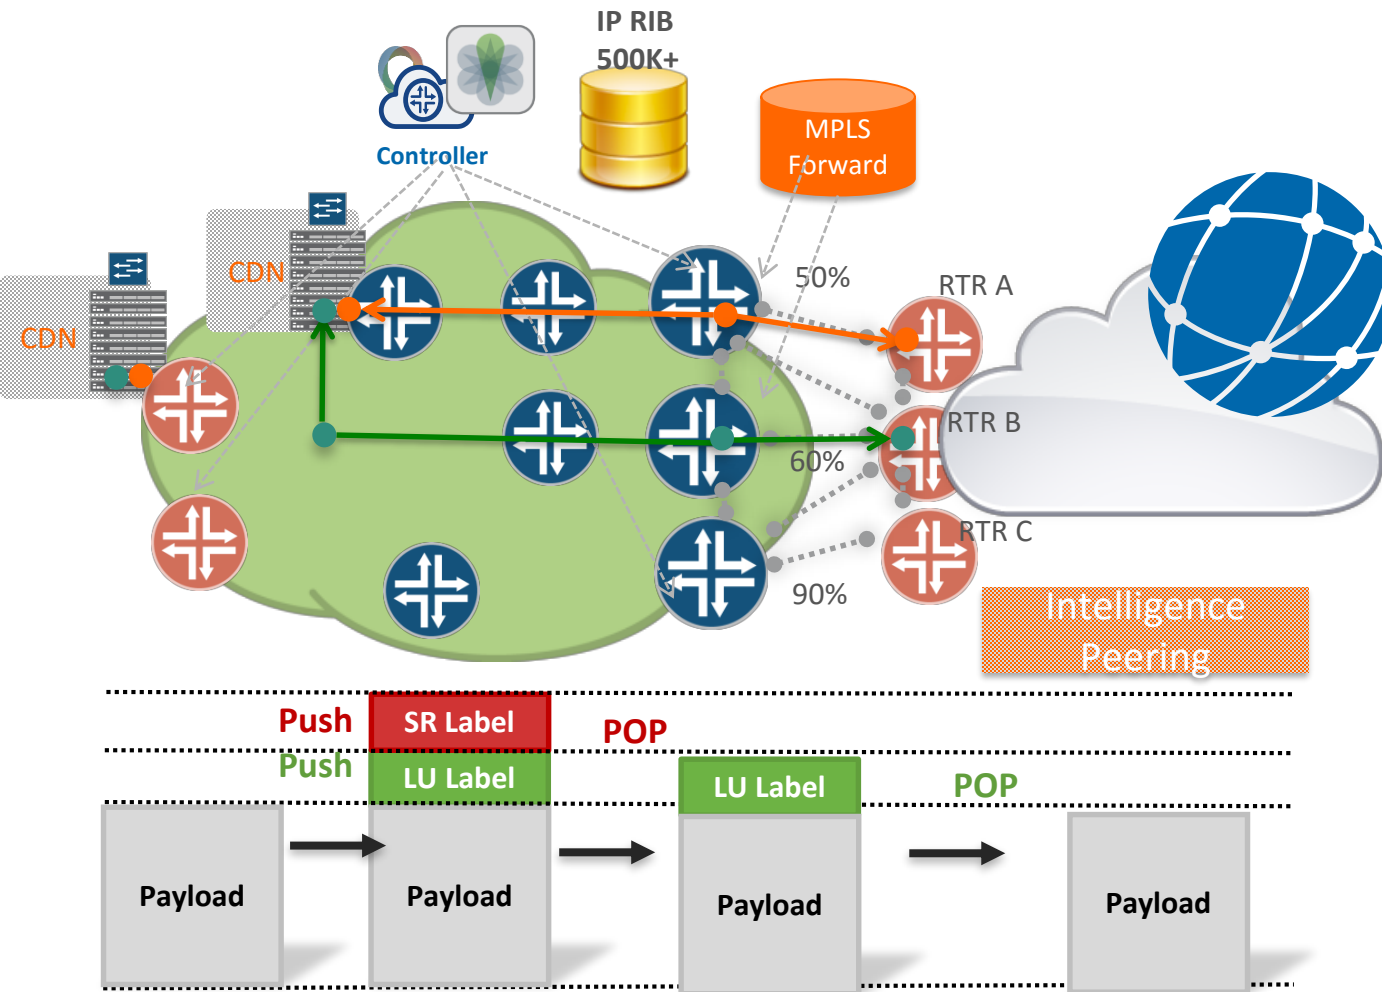 IP RIB
500K+
MPLS
Forward
Controller
CDN
CDN
50%
RTR A
RTR B
60%
RTR C
90%
Intelligence
Peering
Push
SR Label
POP
Push
LU Label
LU Label
POP
Payload
Payload
Payload
Payload